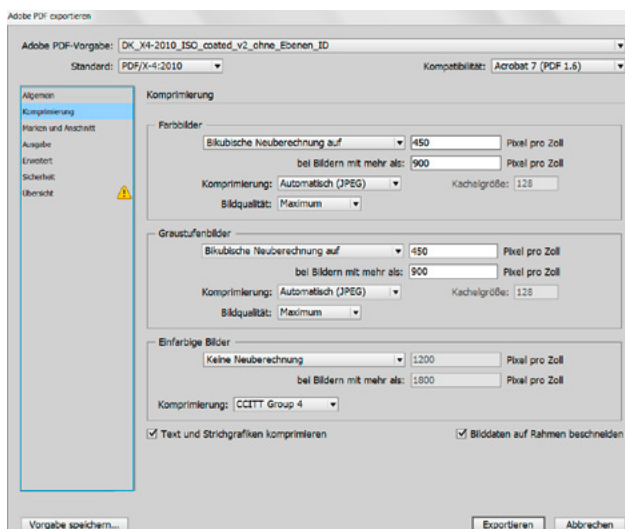 Adobe PDF exportieren
Adobe PDF-Vorgabe: DK_X4-2010_ISO_coated_v2_ohne_Ebenen_ID
Standard: PDF/X-4:2010 Kompatibilität: Acrobat 7 (PDF 1.6)
Allgemein
Komprimierung
Marken und Anschnitt
Ausgabe
Erweitert
Sicherheit
Übersicht
Komprimierung
Farbbilder
Bikubische Neuberechnung auf 450 Pixel pro Zoll
bei Bildern mit mehr als: 900 Pixel pro Zoll
Komprimierung: Automatisch (JPEG) Kachelgröße: 128
Bildqualität: Maximum
Graustufenbilder
Bikubische Neuberechnung auf 450 Pixel pro Zoll
bei Bildern mit mehr als: 900 Pixel pro Zoll
Komprimierung: Automatisch (JPEG) Kachelgröße: 128
Bildqualität: Maximum
Einfarbige Bilder
Keine Neuberechnung 1200 Pixel pro Zoll
bei Bildern mit mehr als: 1800 Pixel pro Zoll
Komprimierung: CCITT Group 4
Text und Strichgrafiken komprimieren Bilddaten auf Rahmen beschneiden
Vorgabe speichern... Exportieren Abbrechen